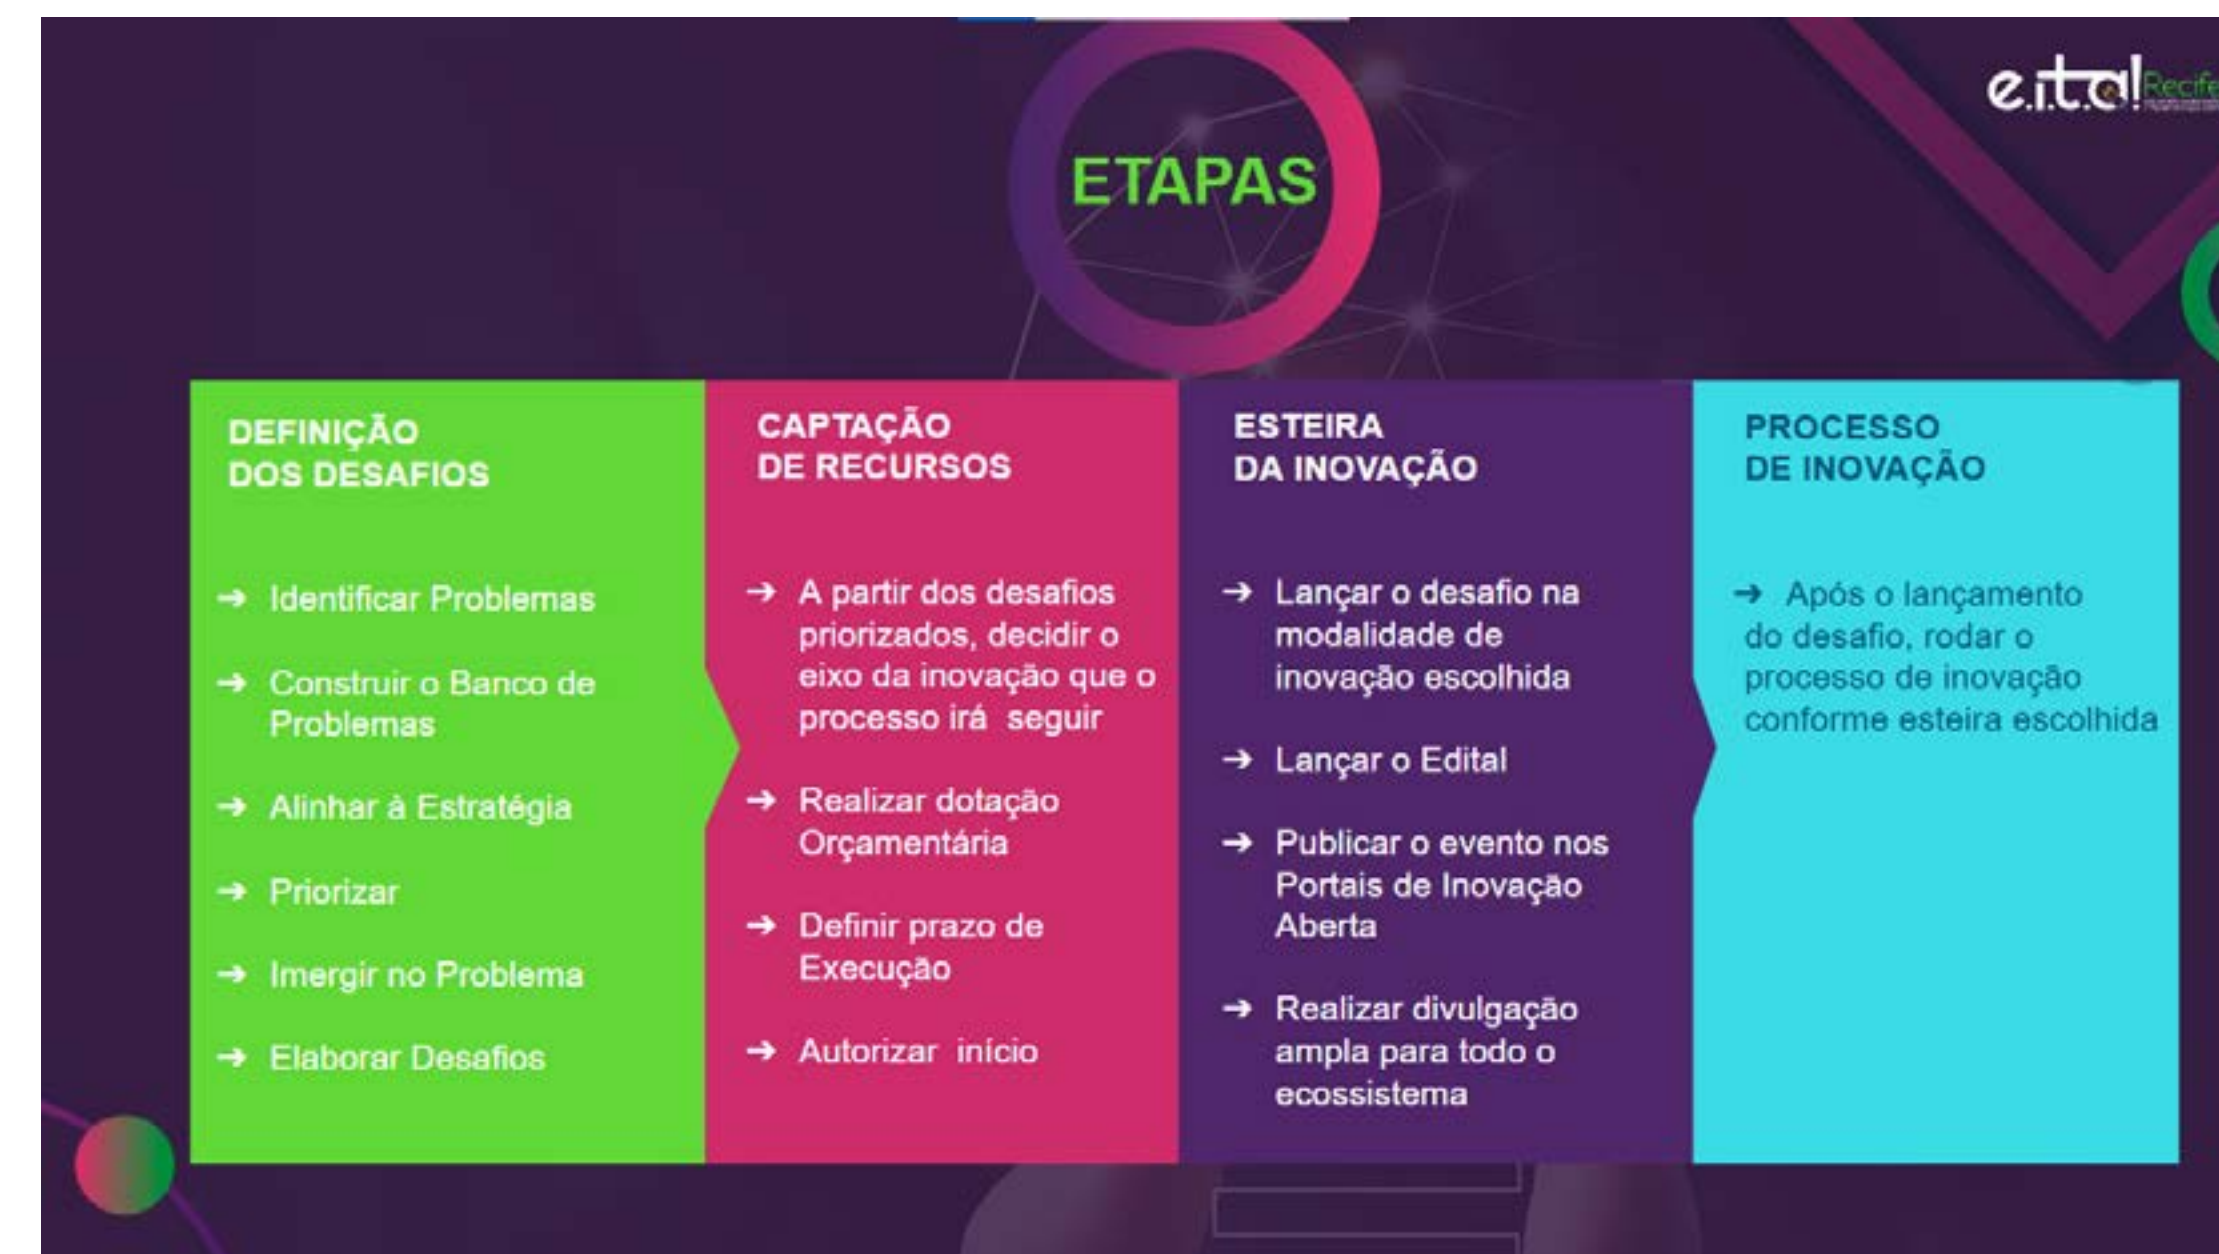 e.i.t.a! Recife
ETAPAS
DEFINIÇÃO
DOS DESAFIOS
➔ Identificar Problemas
➔ Construir o Banco de
Problemas
➔ Alinhar à Estratégia
➔ Priorizar
➔ Imergir no Problema
➔ Elaborar Desafios
CAPTAÇÃO
DE RECURSOS
➔ A partir dos desafios
priorizados, decidir o
eixo da inovação que o
processo irá seguir
➔ Realizar dotação
Orçamentária
➔ Definir prazo de
Execução
➔ Autorizar início
ESTEIRA
DA INOVAÇÃO
➔ Lançar o desafio na
modalidade de
inovação escolhida
➔ Lançar o Edital
➔ Publicar o evento nos
Portais de Inovação
Aberta
➔ Realizar divulgação
ampla para todo o
ecossistema
PROCESSO
DE INOVAÇÃO
➔ Após o lançamento
do desafio, rodar o
processo de inovação
conforme esteira escolhida